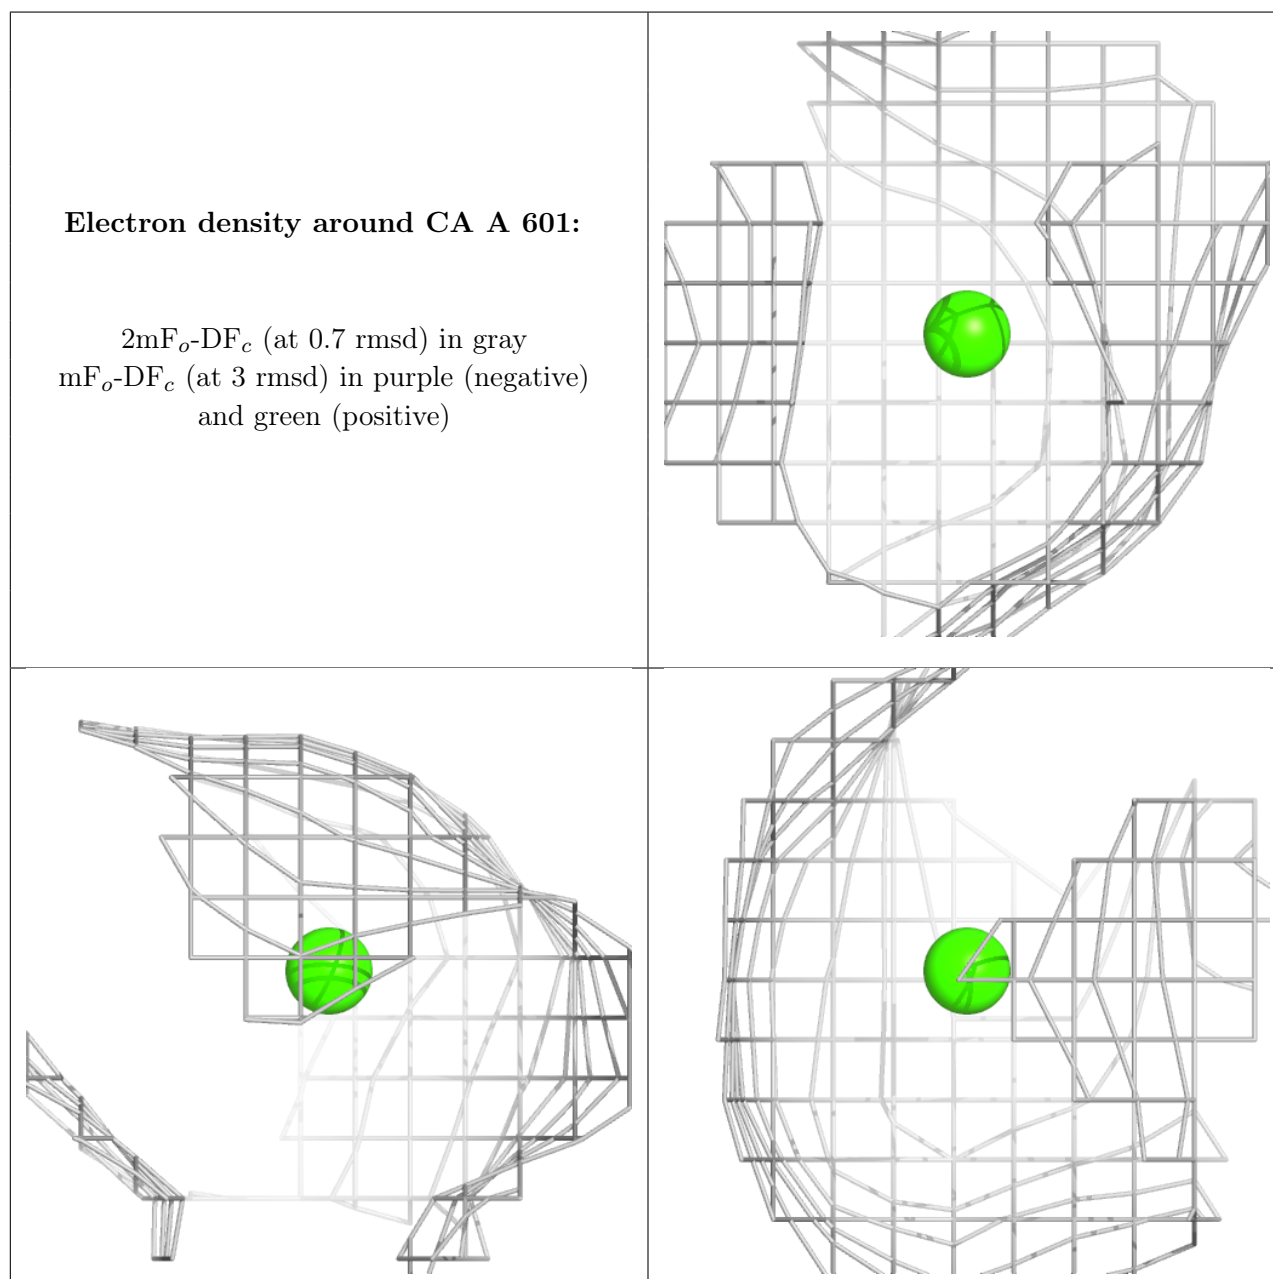 Electron density around CA A 601:
2mFo-DFc (at 0.7 rmsd) in gray
mFo-DFc (at 3 rmsd) in purple (negative)
and green (positive)